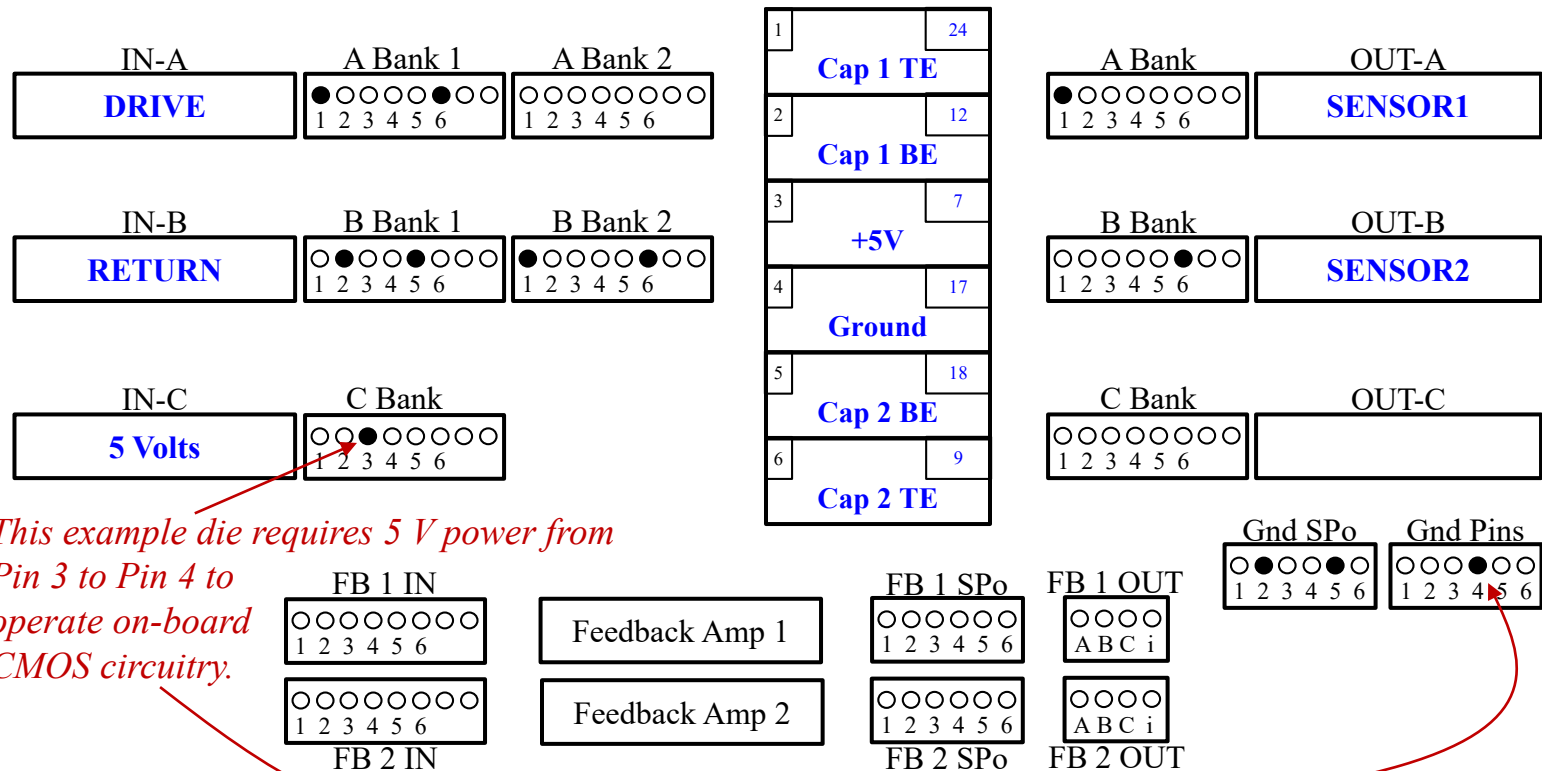 IN-A
DRIVE
A Bank 1
1 2 3 4 5 6
A Bank 2
1 2 3 4 5 6
1 24
Cap 1 TE
2 12
Cap 1 BE
3 7
+5V
4 17
Ground
5 18
Cap 2 BE
6 9
Cap 2 TE
A Bank
1 2 3 4 5 6
OUT-A
SENSOR1
IN-B
RETURN
B Bank 1
1 2 3 4 5 6
B Bank 2
1 2 3 4 5 6
B Bank
1 2 3 4 5 6
OUT-B
SENSOR2
IN-C
5 Volts
C Bank
1 2 3 4 5 6
C Bank
1 2 3 4 5 6
OUT-C
This example die requires 5 V power from
Pin 3 to Pin 4 to
operate on-board
CMOS circuitry.
Gnd SPo
1 2 3 4 5 6
Gnd Pins
1 2 3 4 5 6
FB 1 IN
1 2 3 4 5 6
Feedback Amp 1
FB 1 SPo
1 2 3 4 5 6
FB 1 OUT
A B C i
1 2 3 4 5 6
FB 2 IN
Feedback Amp 2
1 2 3 4 5 6
FB 2 SPo
A B C i
FB 2 OUT